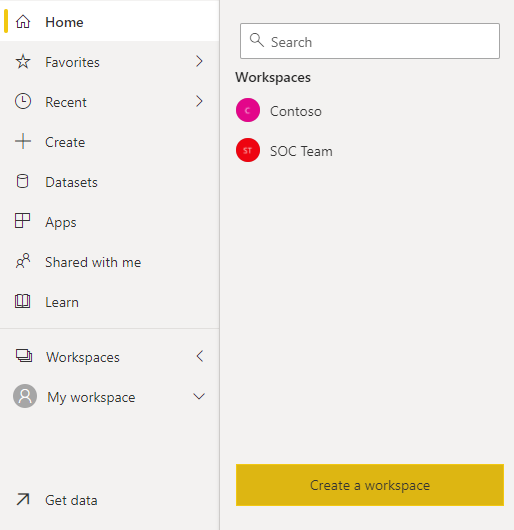 Home
Favorites
Recent
Create
Datasets
Apps
Shared with me
Learn
Workspaces
My workspace
Get data
Search
Workspaces
C Contoso
ST SOC Team
Create a workspace